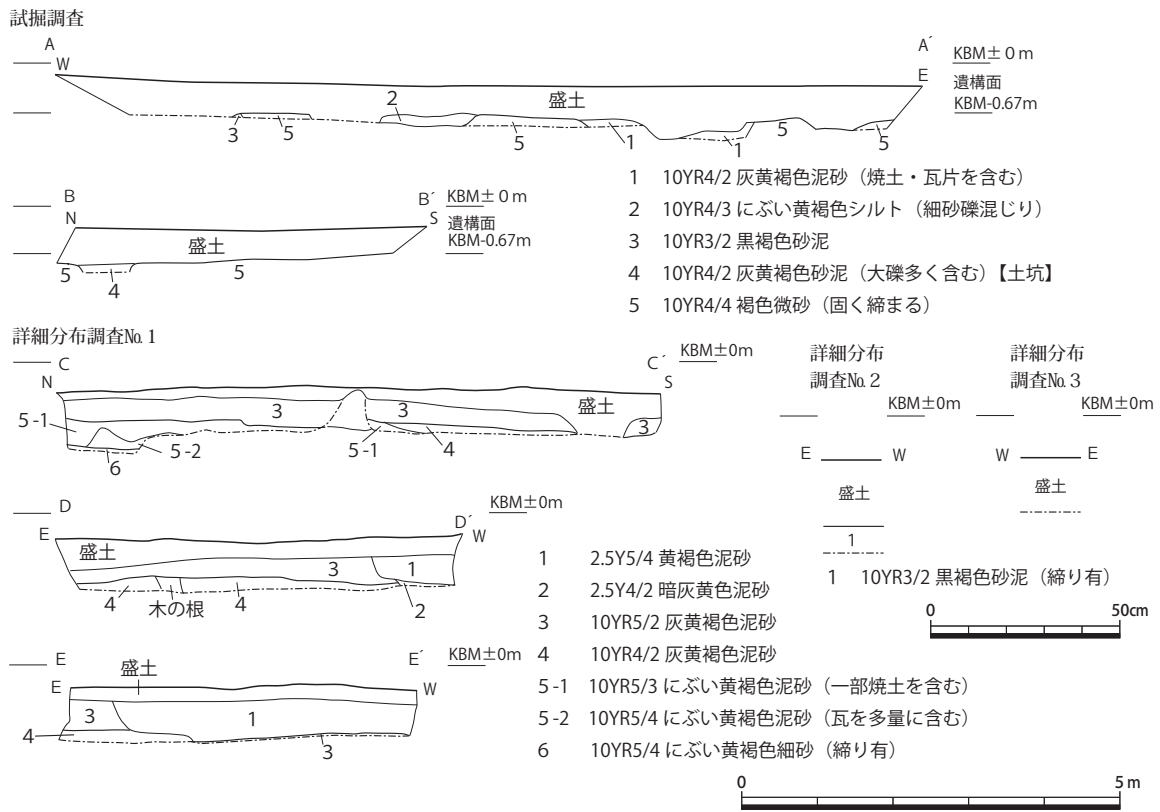 試掘調査
A
W
A´
E
KBM±0m
遺構面
KBM-0.67m
盛土
2
3
5
5
1
1
5
5
B
N
B´
S
KBM±0m
遺構面
KBM-0.67m
盛土
5
4
5
1 10YR4/2 灰黄褐色泥砂（焼土・瓦片を含む）
2 10YR4/3 にぶい黄褐色シルト（細砂礫混じり）
3 10YR3/2 黒褐色砂泥
4 10YR4/2 灰黄褐色砂泥（大礫多く含む）【土坑】
5 10YR4/4 褐色微砂（固く締まる）
詳細分布調査№1
C
N
C´
S
KBM±0m
盛土
3
3
3
5-1
5-2
6
5-1
4
詳細分布
調査№2
KBM±0m
E
W
盛土
1
詳細分布
調査№3
KBM±0m
W
E
盛土
1 10YR3/2 黒褐色砂泥（締り有）
0
50cm
D
E
D´
W
KBM±0m
盛土
3
1
4
木の根
4
2
E
E
E´
W
KBM±0m
盛土
3
1
4
3
1 2.5Y5/4 黄褐色泥砂
2 2.5Y4/2 暗灰黄色泥砂
3 10YR5/2 灰黄褐色泥砂
4 10YR4/2 灰黄褐色泥砂
5-1 10YR5/3 にぶい黄褐色泥砂（一部焼土を含む）
5-2 10YR5/4 にぶい黄褐色泥砂（瓦を多量に含む）
6 10YR5/4 にぶい黄褐色細砂（締り有）
0
5m